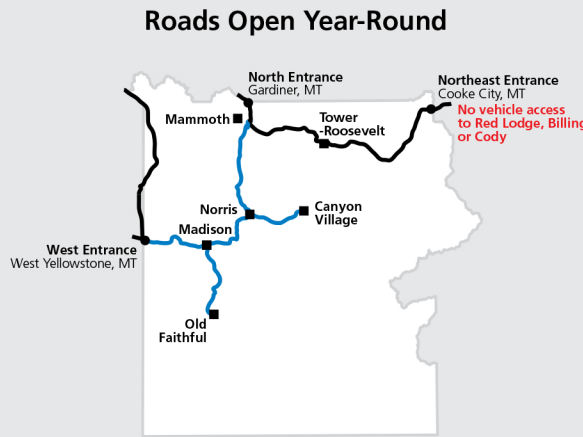 Roads Open Year-Round
North Entrance
Gardiner, MT
Northeast Entrance
Cooke City, MT
No vehicle access
to Red Lodge, Billing
or Cody
Mammoth
Tower
-Roosevelt
Norris
Canyon
Village
Madison
West Entrance
West Yellowstone, MT
Old
Faithful